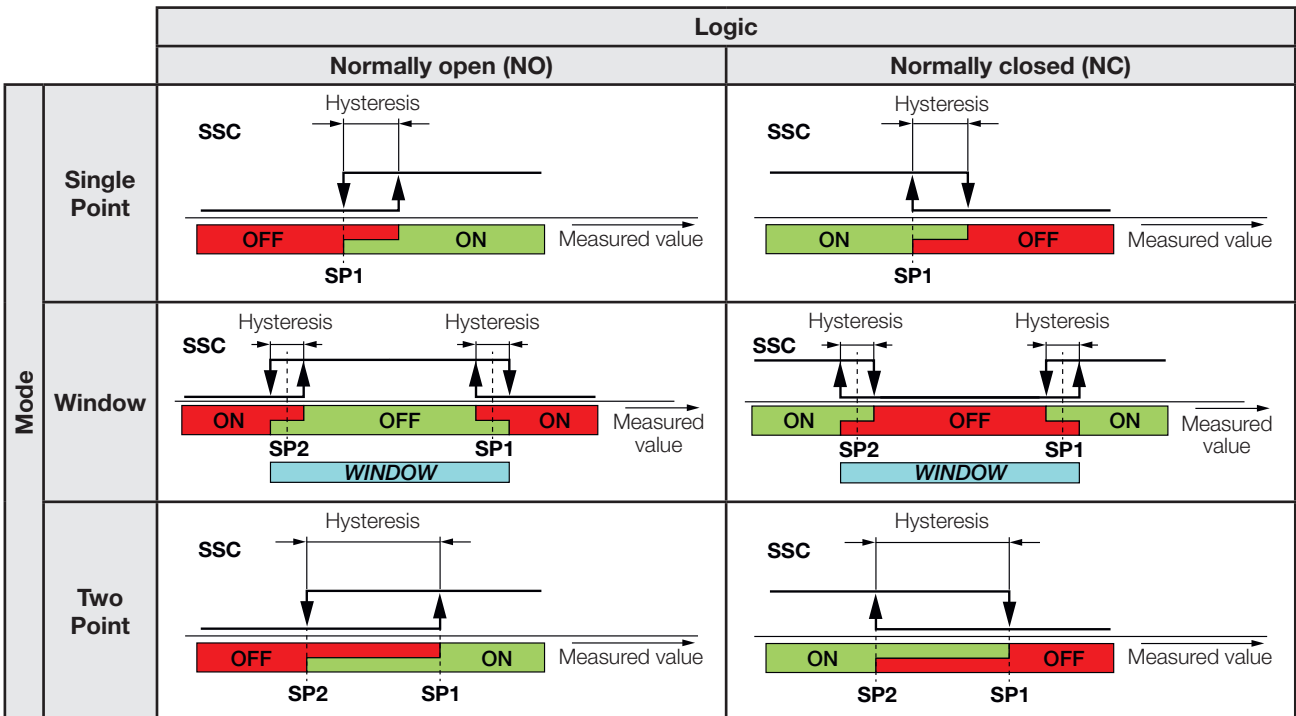 Logic
Normally open (NO)
Normally closed (NC)
Mode
Single
Point
Hysteresis
SSC
OFF
ON
Measured value
SP1
Hysteresis
SSC
ON
OFF
Measured value
SP1
Window
Hysteresis
Hysteresis
SSC
ON
OFF
ON
Measured
value
SP2
SP1
WINDOW
Hysteresis
Hysteresis
SSC
ON
OFF
ON
Measured
value
SP2
SP1
WINDOW
Two
Point
Hysteresis
SSC
OFF
ON
Measured value
SP2
SP1
Hysteresis
SSC
ON
OFF
Measured value
SP2
SP1